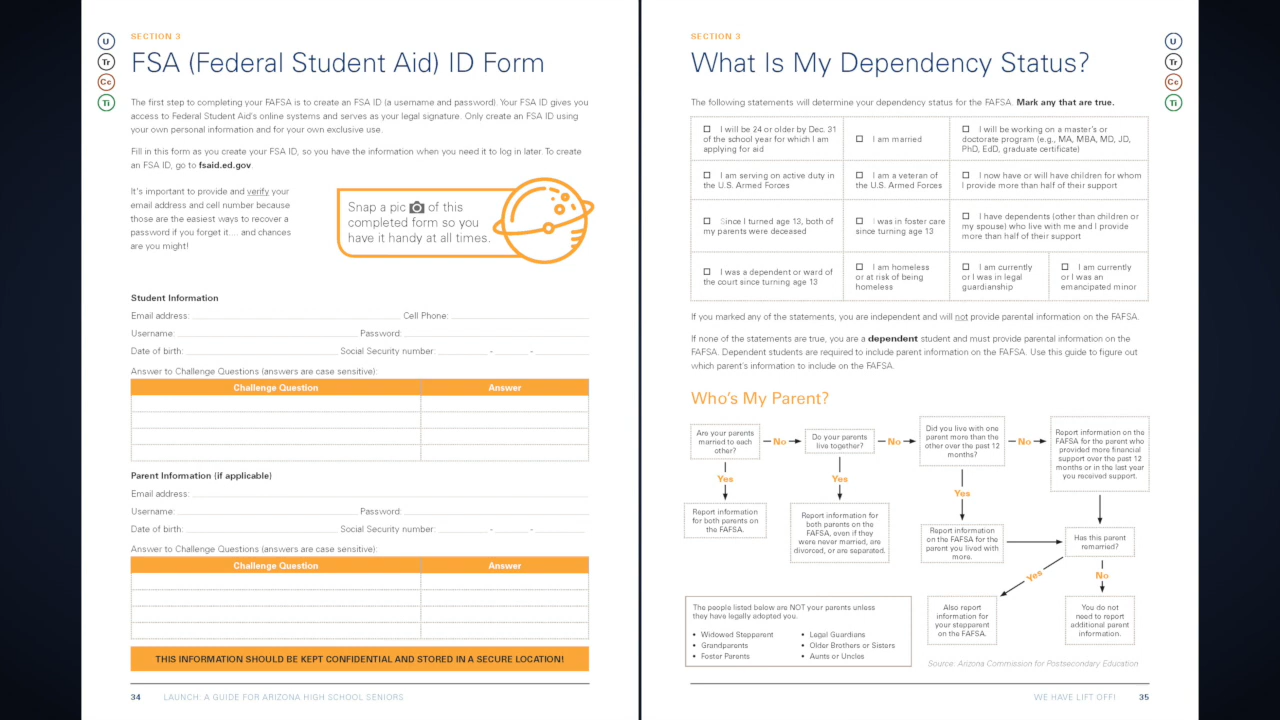 U
Tr
Cc
Ti
SECTION 3
FSA (Federal Student Aid) ID Form
The first step to completing your FAFSA is to create an FSA ID (a username and password). Your FSA ID gives you
access to Federal Student Aid's online systems and serves as your legal signature. Only create an FSA ID using
your own personal information and for your own exclusive use.
Fill in this form as you create your FSA ID, so you have the information when you need it to log in later. To create
an FSA ID, go to fsaid.ed.gov.
It's important to provide and verify your
email address and cell number because
those are the easiest ways to recover a
password if you forget it.... and chances
are you might!
Snap a pic of this
completed form so you
have it handy at all times.
Student Information
Email address: Cell Phone:
Username: Password:
Date of birth: Social Security number: - -
Answer to Challenge Questions (answers are case sensitive):
Challenge Question Answer
Parent Information (if applicable)
Email address:
Username: Password:
Date of birth: Social Security number: - -
Answer to Challenge Questions (answers are case sensitive):
Challenge Question Answer
THIS INFORMATION SHOULD BE KEPT CONFIDENTIAL AND STORED IN A SECURE LOCATION!
34 LAUNCH: A GUIDE FOR ARIZONA HIGH SCHOOL SENIORS
SECTION 3
What Is My Dependency Status?
U
Tr
Cc
Ti
The following statements will determine your dependency status for the FAFSA. Mark any that are true.
I will be 24 or older by Dec. 31
of the school year for which I am
applying for aid
I am married
I will be working on a master's or
doctorate program (e.g., MA, MBA, MD, JD,
PhD, EdD, graduate certificate)
I am serving on active duty in
the U.S. Armed Forces
I am a veteran of
the U.S. Armed Forces
I now have or will have children for whom
I provide more than half of their support
Since I turned age 13, both of
my parents were deceased
I was in foster care
since turning age 13
I have dependents (other than children or
my spouse) who live with me and I provide
more than half of their support
I was a dependent or ward of
the court since turning age 13
I am homeless
or at risk of being
homeless
I am currently
or I was in legal
guardianship
I am currently
or I was an
emancipated minor
If you marked any of the statements, you are independent and will not provide parental information on the FAFSA.
If none of the statements are true, you are a dependent student and must provide parental information on the
FAFSA. Dependent students are required to include parent information on the FAFSA. Use this guide to figure out
which parent's information to include on the FAFSA.
Who's My Parent?
Are your parents
married to each
other?
No
Do your parents
live together?
No
Did you live with one
parent more than the
other over the past 12
months?
No
Report information on the
FAFSA for the parent who
provided more financial
support over the past 12
months or in the last year
you received support.
Yes
Yes
Yes
Report information
for both parents on
the FAFSA.
Report information for
both parents on the
FAFSA, even if they
were never married, are
divorced, or are separated.
Report information
on the FAFSA for the
parent you lived with
more.
Has this parent
remarried?
Yes
No
Also report
information for
your stepparent
on the FAFSA.
You do not
need to report
additional parent
information.
The people listed below are NOT your parents unless
they have legally adopted you.
• Widowed Stepparent
• Grandparents
• Foster Parents
• Legal Guardians
• Older Brothers or Sisters
• Aunts or Uncles
Source: Arizona Commission for Postsecondary Education
WE HAVE LIFT OFF! 35